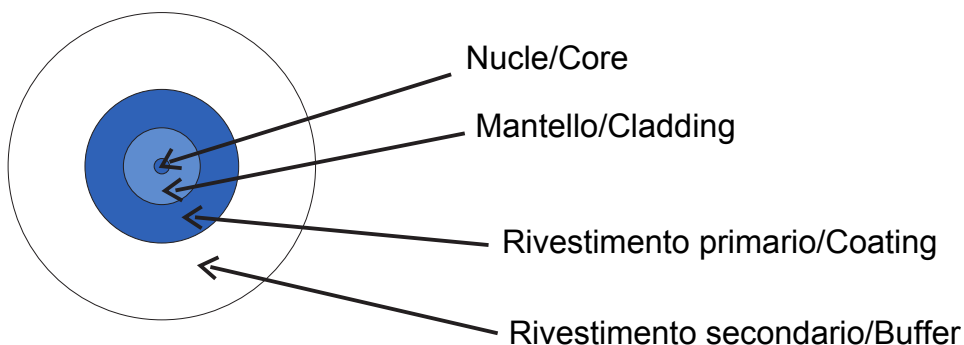 Nucle/Core
Mantello/Cladding
Rivestimento primario/Coating
Rivestimento secondario/Buffer